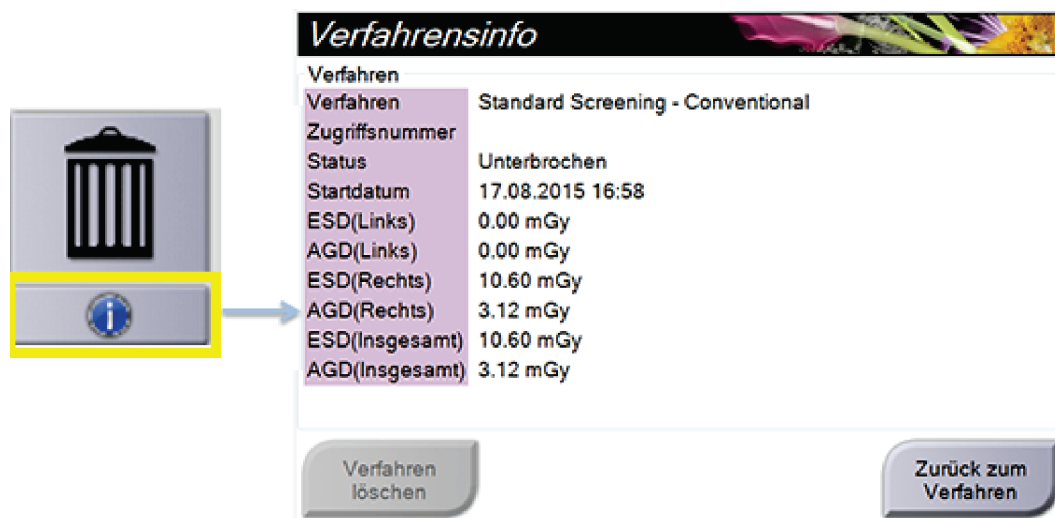 Verfahrensinfo
Verfahren
Verfahren Standard Screening - Conventional
Zugriffsnummer
Status Unterbrochen
Startdatum 17.08.2015 16:58
ESD(Links) 0.00 mGy
AGD(Links) 0.00 mGy
ESD(Rechts) 10.60 mGy
AGD(Rechts) 3.12 mGy
ESD(Insgesamt) 10.60 mGy
AGD(Insgesamt) 3.12 mGy
Verfahren
löschen
Zurück zum
Verfahren